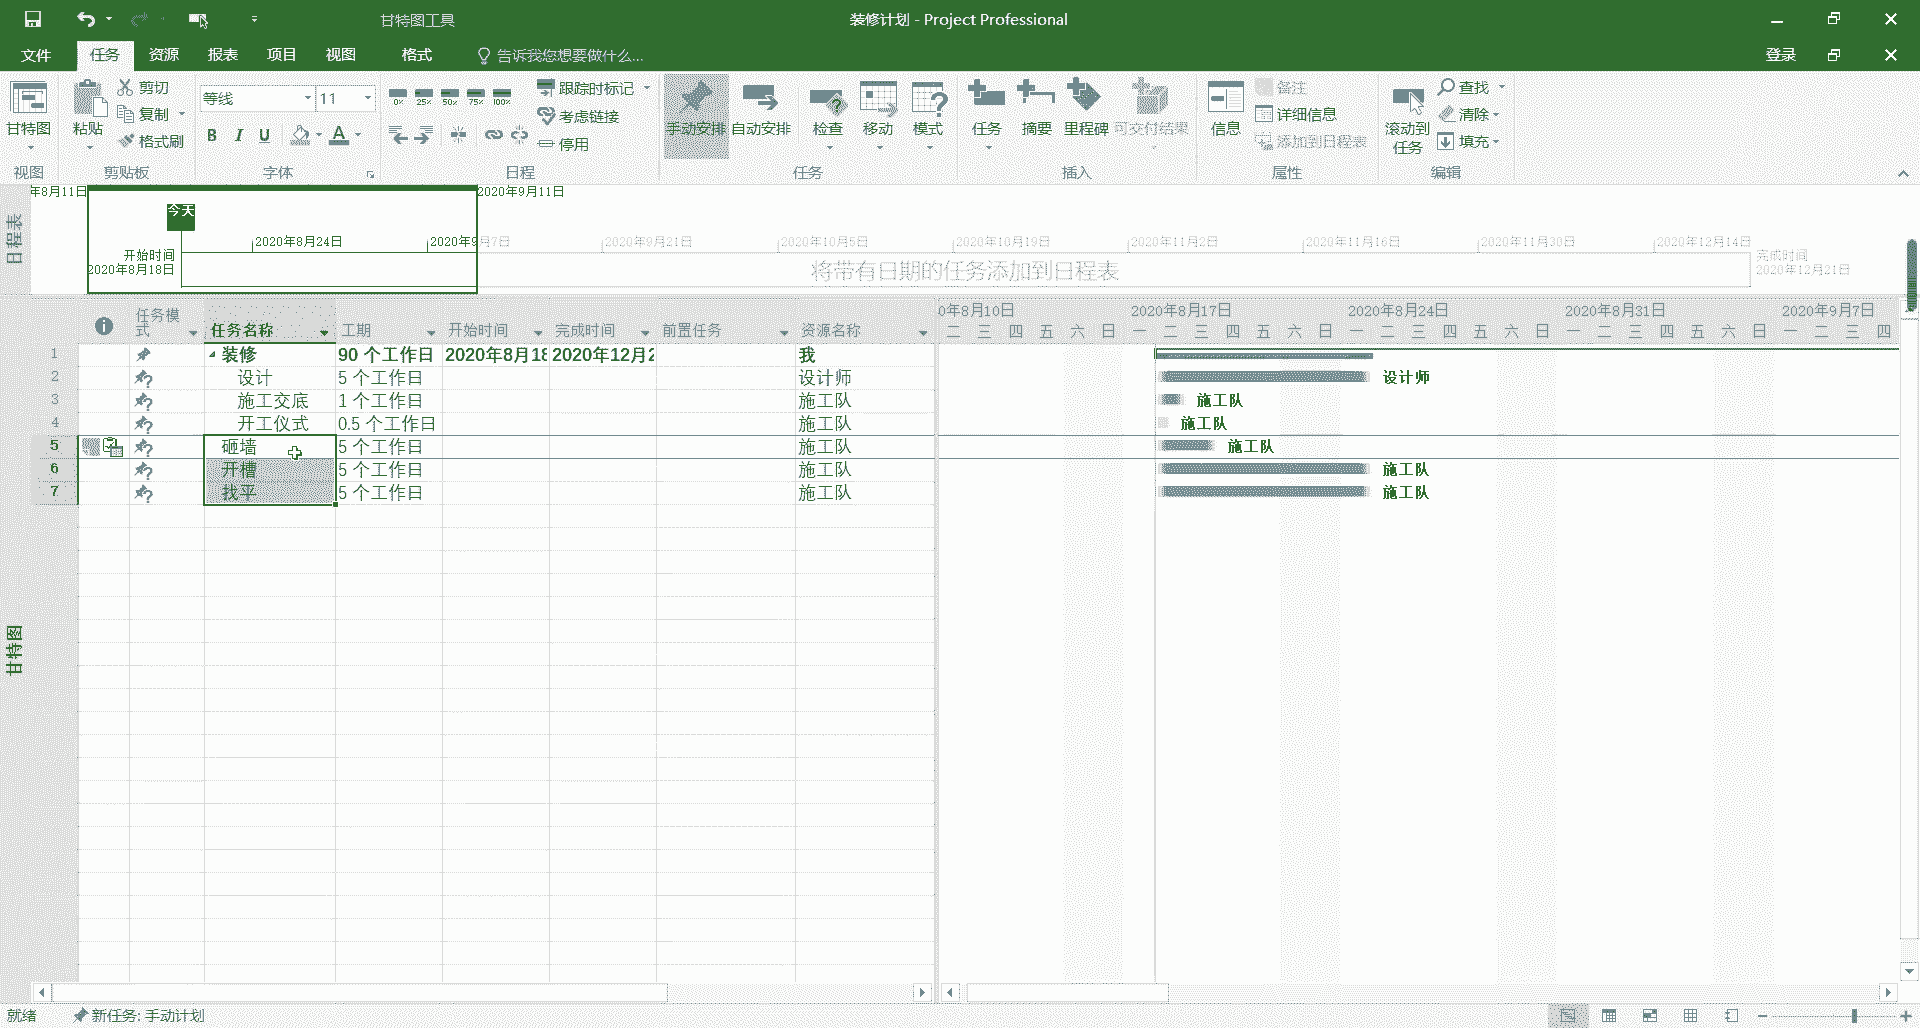 甘特图工具
装修计划 - Project Professional
文件 任务 资源 报表 项目 视图 格式 告诉我您想要做什么... 登录
甘特图
视图
粘贴 剪切 复制 格式刷
剪贴板
等线 11
B I U A
字体
0% 25% 50% 75% 100%
跟踪时标记
考虑链接
停用
日程
手动安排 自动安排 检查 移动 模式
任务
任务 摘要 里程碑 可交付结果
插入
信息 备注 详细信息 添加到日程表
属性
滚动到任务 查找 清除 填充
编辑
日程表
年8月11日 2020年9月11日
今天
开始时间
2020年8月18日
2020年8月24日 2020年9月7日 2020年9月21日 2020年10月5日 2020年10月19日 2020年11月2日 2020年11月16日 2020年11月30日 2020年12月14日
将带有日期的任务添加到日程表
完成时间
2020年12月21日
任务模式 任务名称 工期 开始时间 完成时间 前置任务 资源名称
0年8月10日 2020年8月17日 2020年8月24日 2020年8月31日 2020年9月7日
二 三 四 五 六 日 一 二 三 四 五 六 日 一 二 三 四 五 六 日 一 二 三 四 五 六 日 一 二 三 四
1 装修 90 个工作日 2020年8月18 2020年12月2 我
2 设计 5 个工作日 设计师 设计师
3 施工交底 1 个工作日 施工队 施工队
4 开工仪式 0.5 个工作日 施工队 施工队
5 砸墙 5 个工作日 施工队 施工队
6 开槽 5 个工作日 施工队 施工队
7 找平 5 个工作日 施工队 施工队
甘特图
就绪 新任务: 手动计划